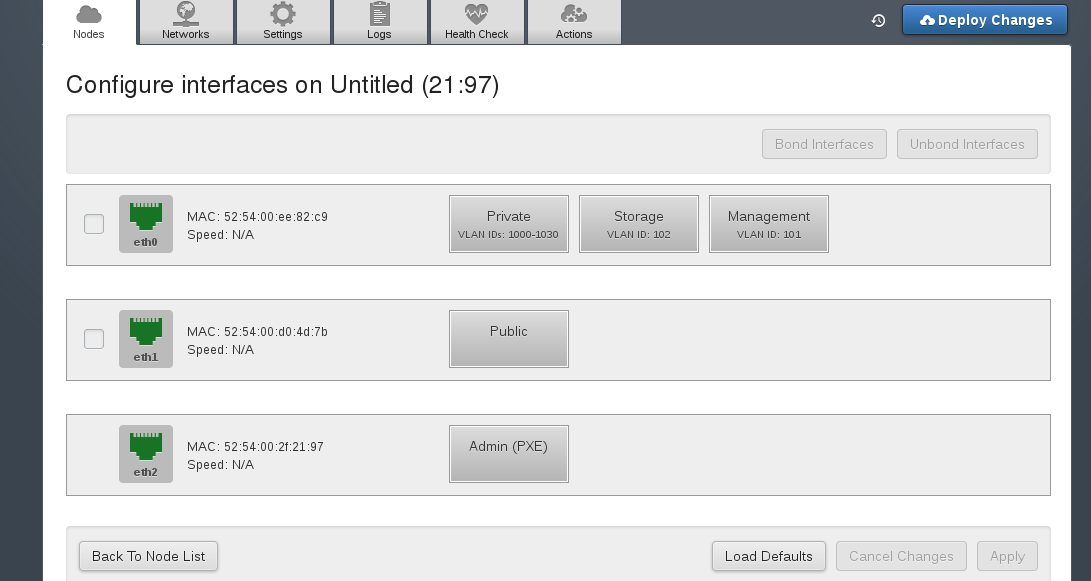 Nodes
Networks
Settings
Logs
Health Check
Actions
Deploy Changes
Configure interfaces on Untitled (21:97)
Bond Interfaces
Unbond Interfaces
eth0
MAC: 52:54:00:ee:82:c9
Speed: N/A
Private
VLAN IDs: 1000-1030
Storage
VLAN ID: 102
Management
VLAN ID: 101
eth1
MAC: 52:54:00:d0:4d:7b
Speed: N/A
Public
eth2
MAC: 52:54:00:2f:21:97
Speed: N/A
Admin (PXE)
Back To Node List
Load Defaults
Cancel Changes
Apply